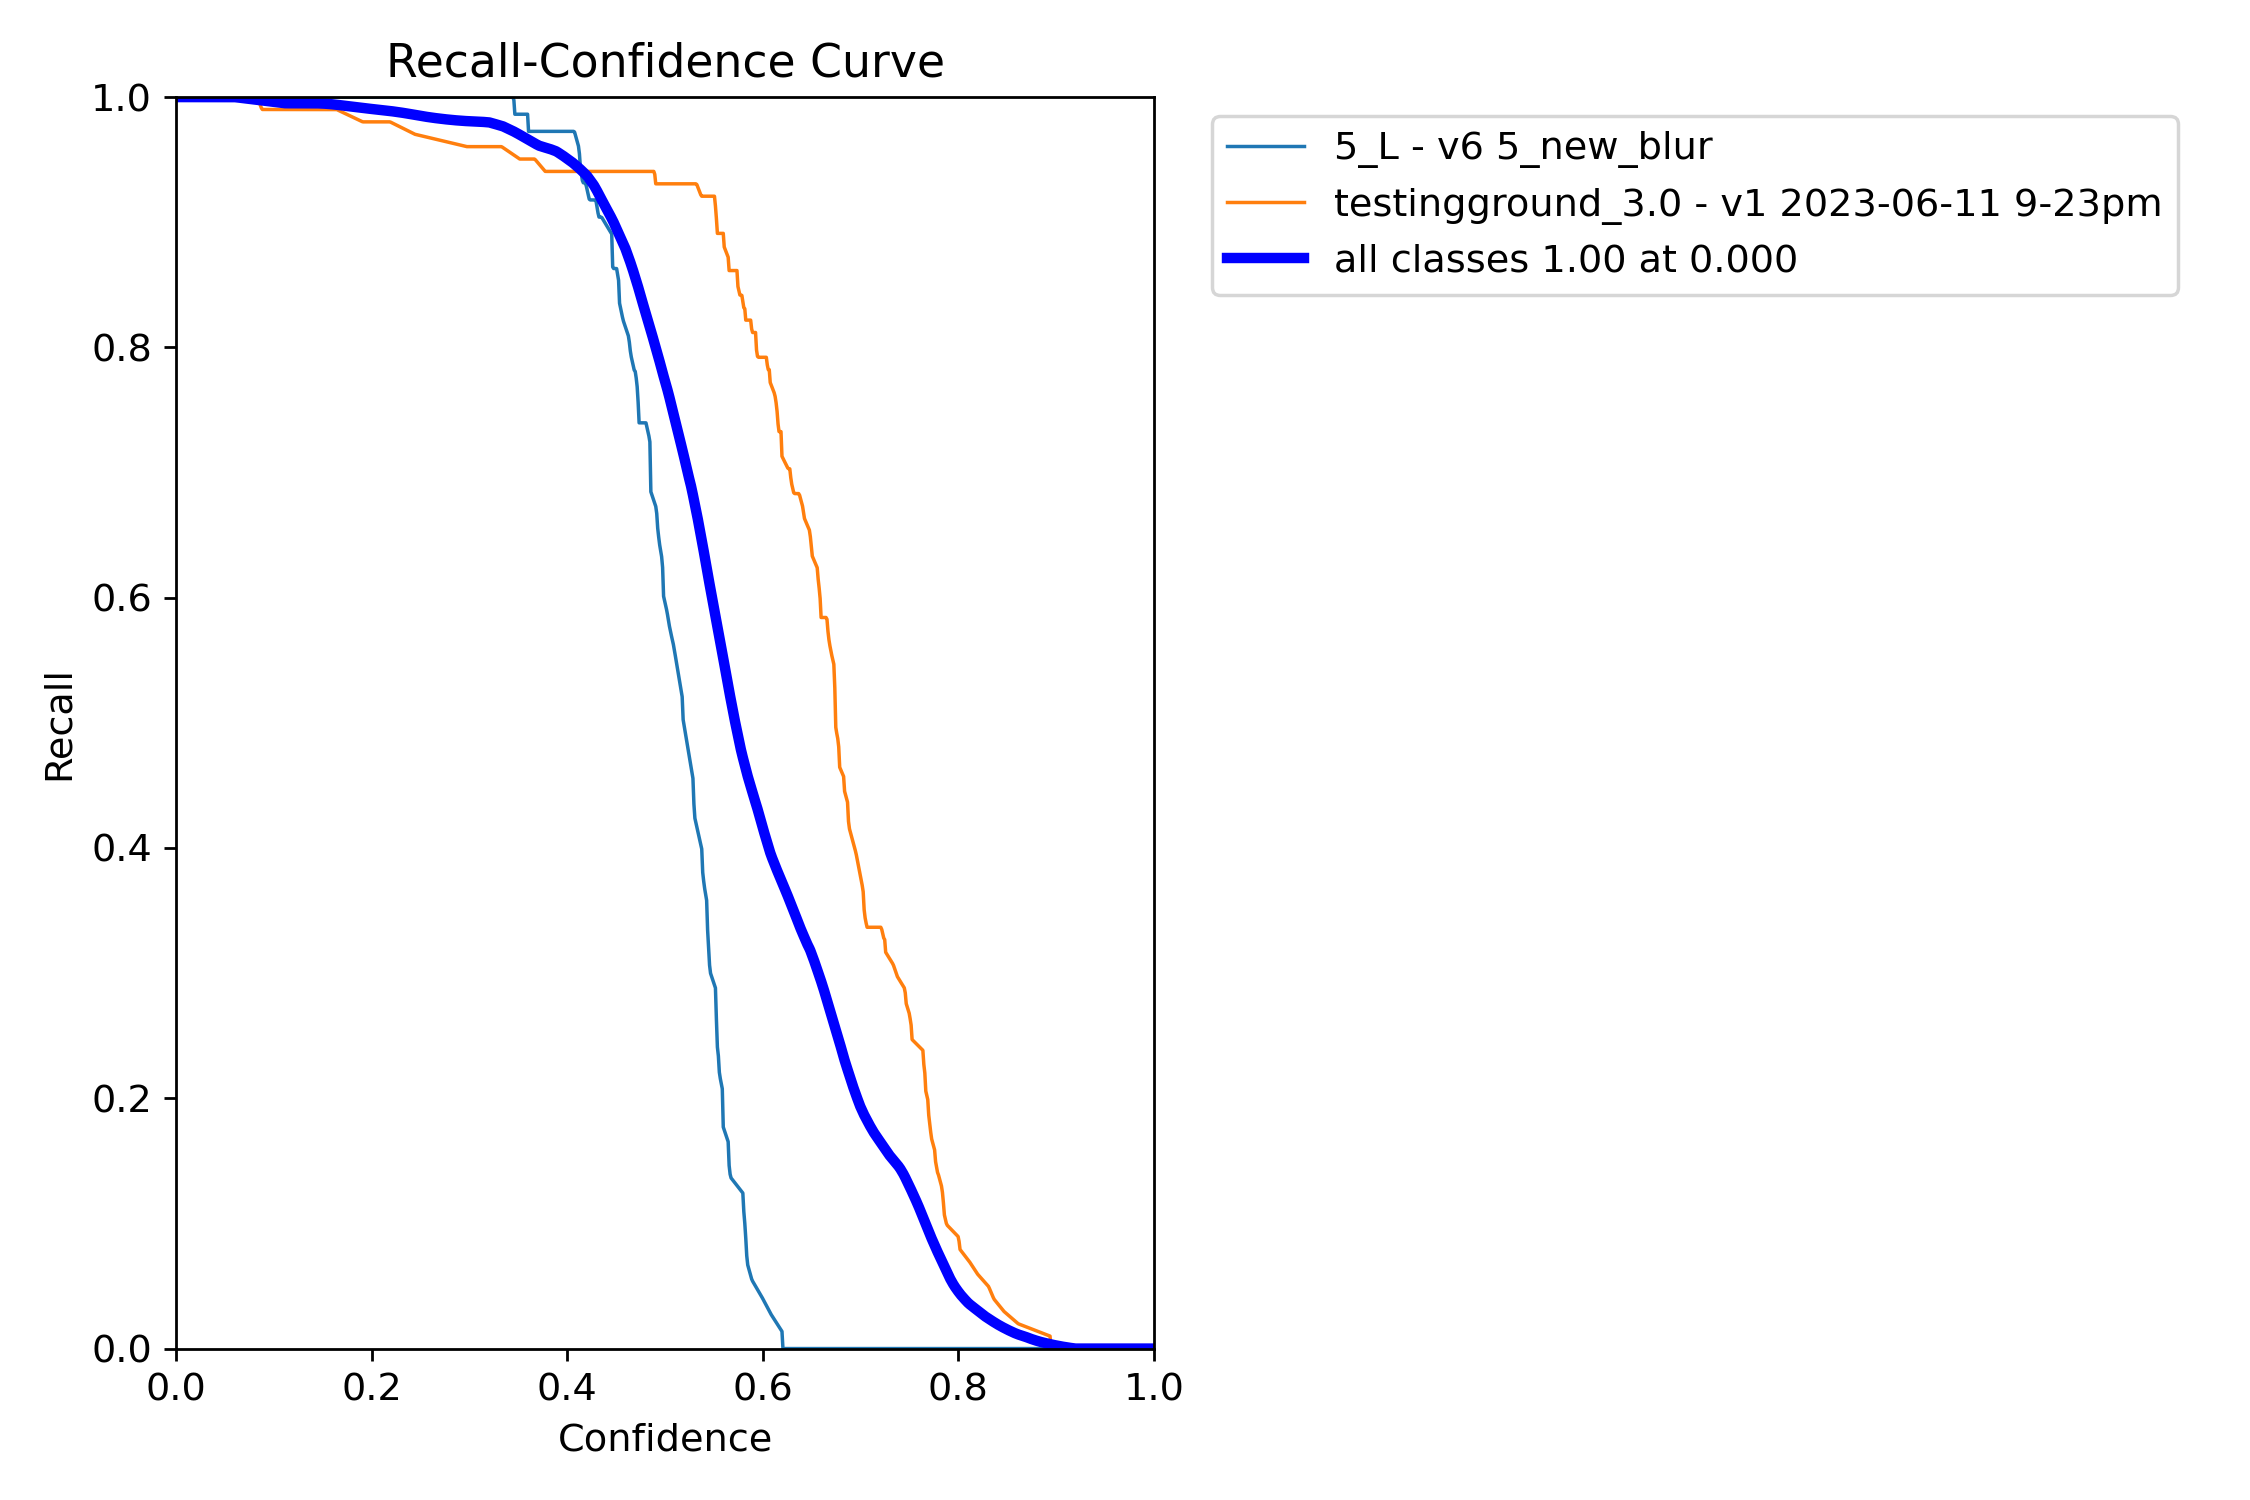 Recall-Confidence Curve
5_L - v6 5_new_blur
testingground_3.0 - v1 2023-06-11 9-23pm
all classes 1.00 at 0.000
1.0
0.8
0.6
0.4
0.2
0.0
Recall
0.0 0.2 0.4 0.6 0.8 1.0
Confidence